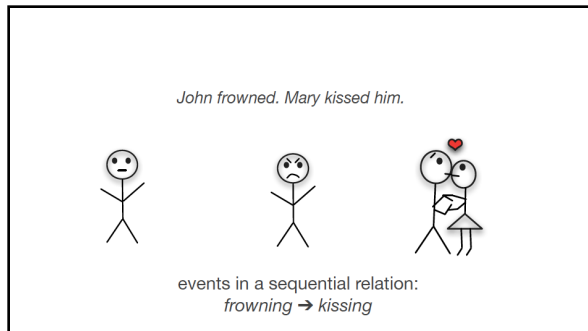 John frowned. Mary kissed him.
events in a sequential relation:
frowning ➔ kissing